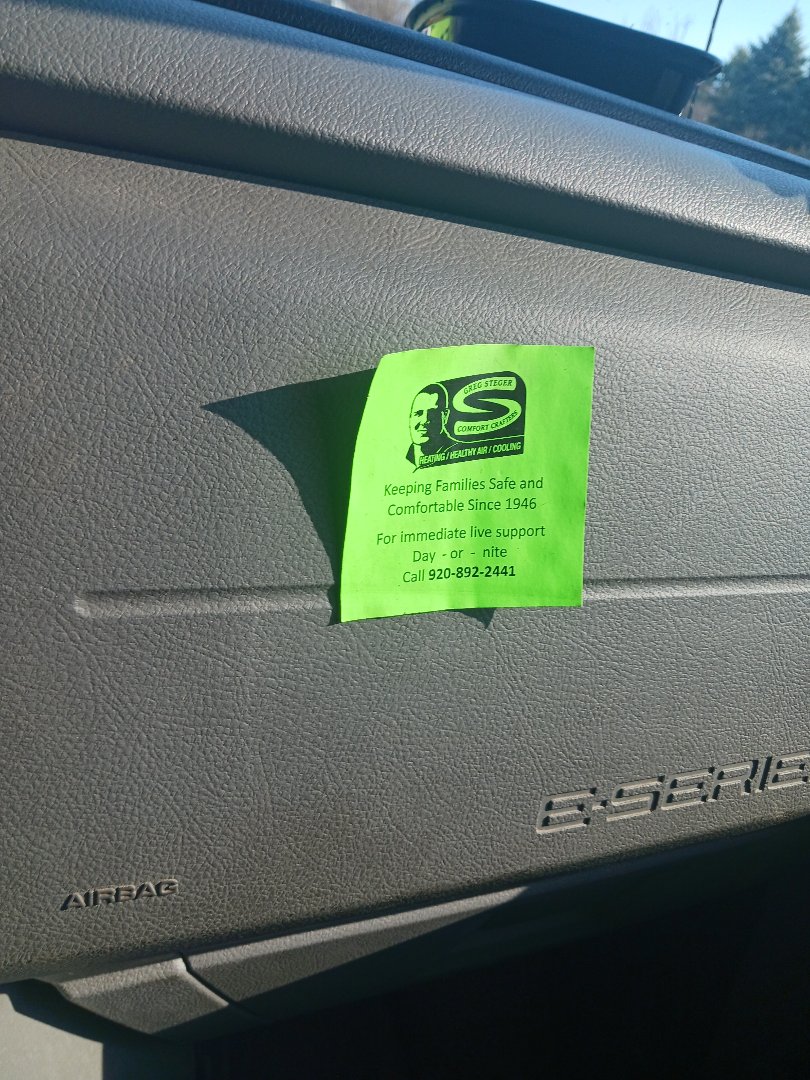 GREG STEGER
S
COMFORT CRAFTERS
HEATING / HEALTHY AIR / COOLING
Keeping Families Safe and
Comfortable Since 1946
For immediate live support
Day - or - nite
Call 920-892-2441
E-SERIE
AIRBAG